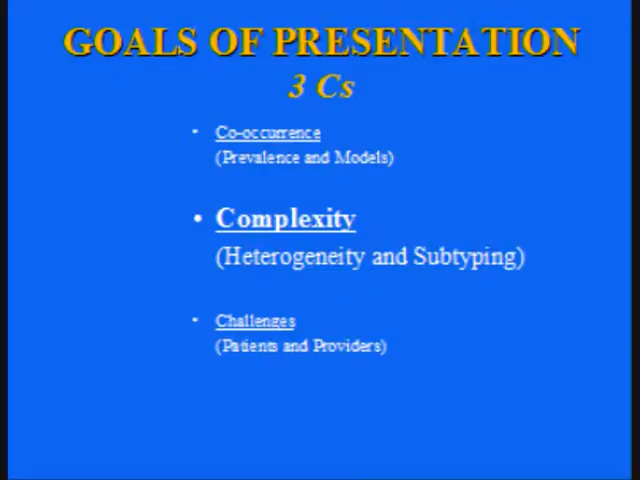 GOALS OF PRESENTATION
3 Cs
• Co-occurrence
(Prevalence and Models)
• Complexity
(Heterogeneity and Subtyping)
• Challenges
(Patients and Providers)